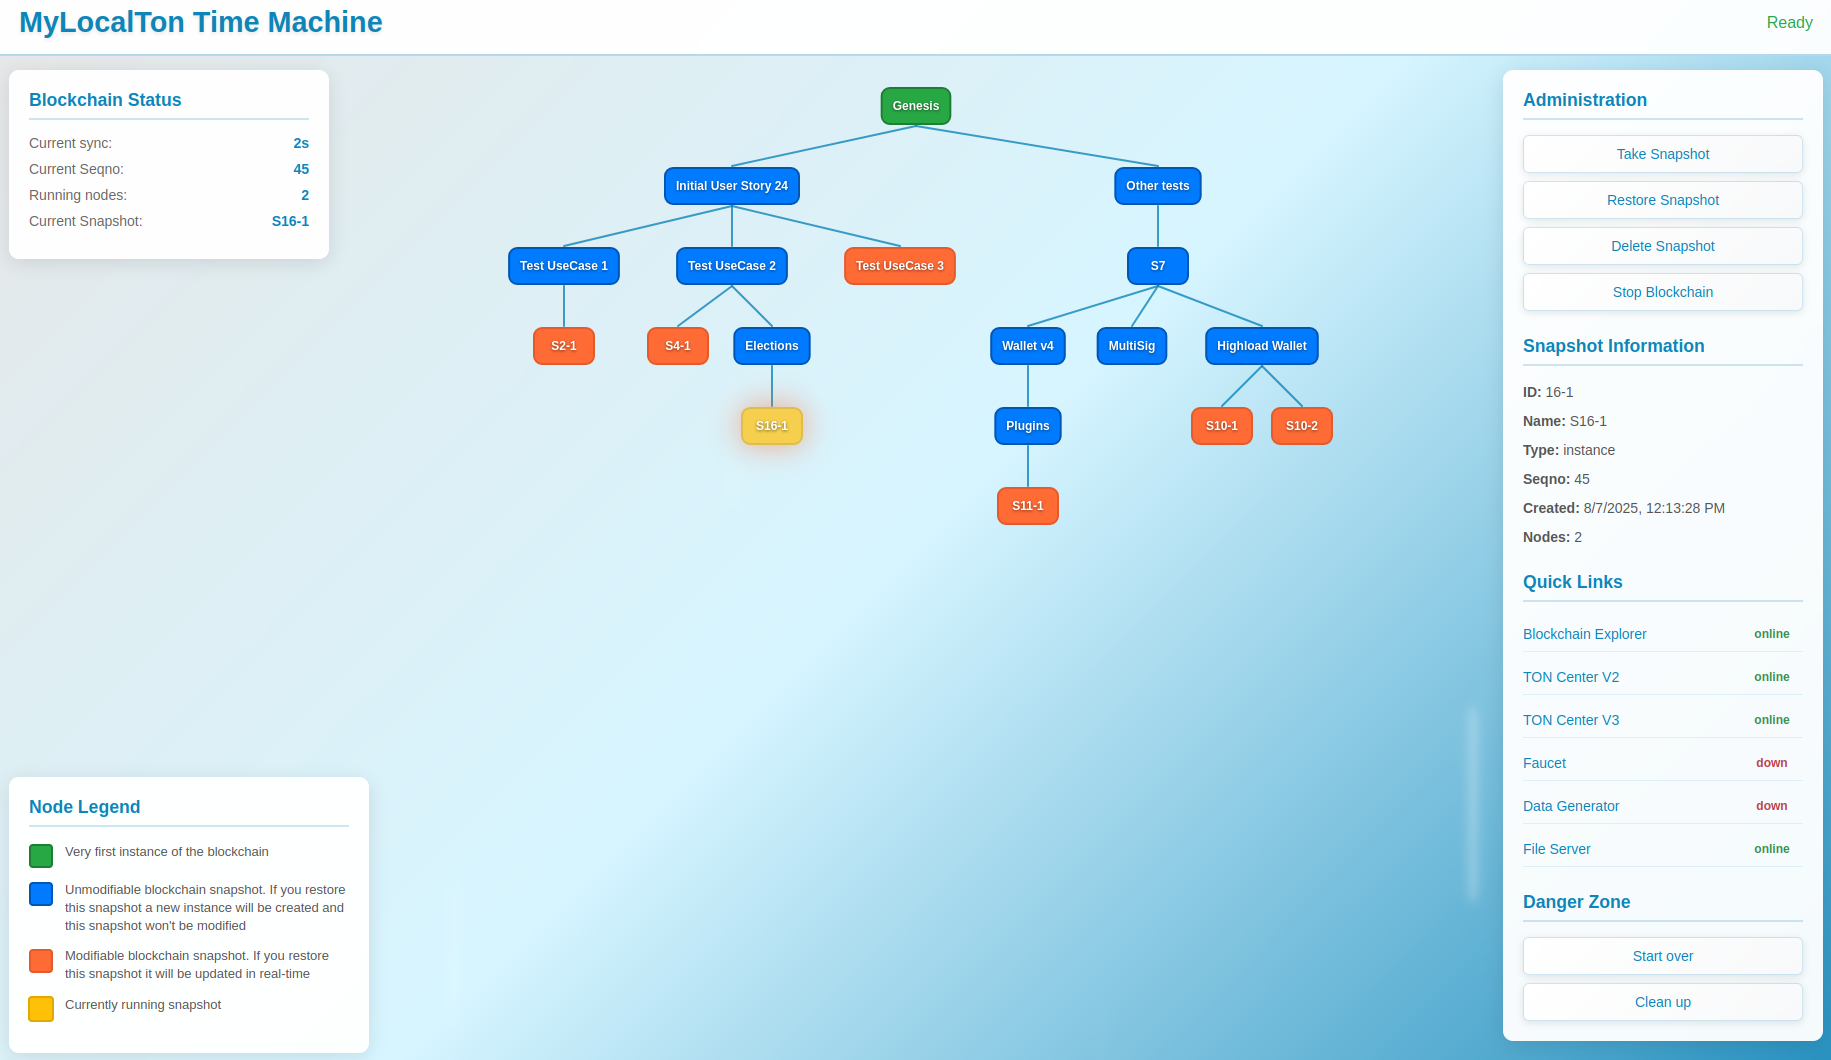 MyLocalTon Time Machine
Ready
Blockchain Status
Current sync: 2s
Current Seqno: 45
Running nodes: 2
Current Snapshot: S16-1
Genesis
Initial User Story 24
Other tests
Test UseCase 1
Test UseCase 2
Test UseCase 3
S7
S2-1
S4-1
Elections
Wallet v4
MultiSig
Highload Wallet
S16-1
Plugins
S10-1
S10-2
S11-1
Node Legend
Very first instance of the blockchain
Unmodifiable blockchain snapshot. If you restore
this snapshot a new instance will be created and
this snapshot won't be modified
Modifiable blockchain snapshot. If you restore
this snapshot it will be updated in real-time
Currently running snapshot
Administration
Take Snapshot
Restore Snapshot
Delete Snapshot
Stop Blockchain
Snapshot Information
ID: 16-1
Name: S16-1
Type: instance
Seqno: 45
Created: 8/7/2025, 12:13:28 PM
Nodes: 2
Quick Links
Blockchain Explorer online
TON Center V2 online
TON Center V3 online
Faucet down
Data Generator down
File Server online
Danger Zone
Start over
Clean up